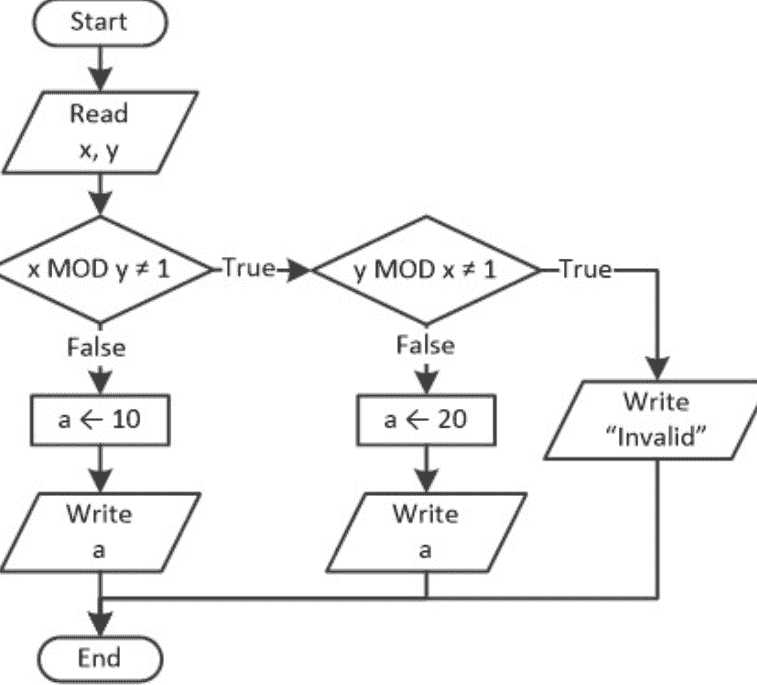 Start
Read
x, y
x MOD y ≠ 1
True
y MOD x ≠ 1
True
False
False
a ← 10
a ← 20
Write
“Invalid”
Write
a
Write
a
End